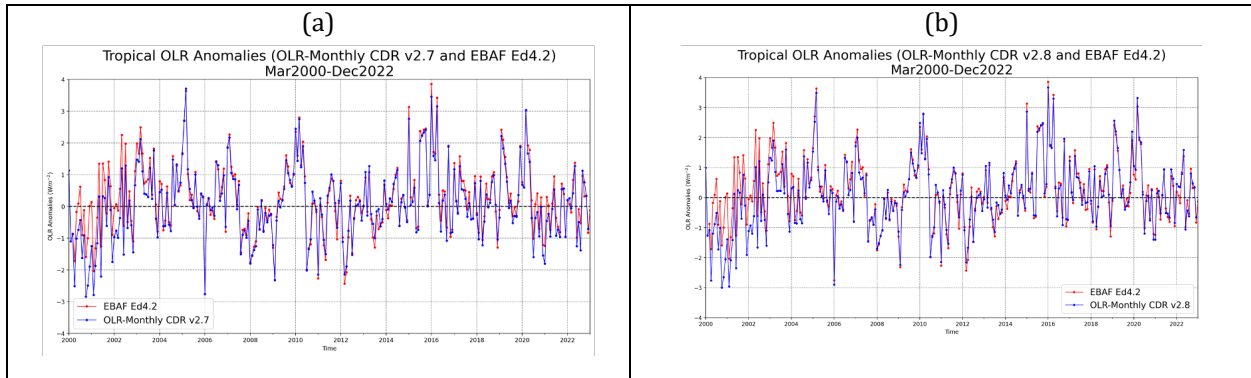 (a)
Tropical OLR Anomalies (OLR-Monthly CDR v2.7 and EBAF Ed4.2)
Mar2000-Dec2022
4
3
2
1
0
−1
−2
−3
−4
OLR Anomalies (Wm⁻²)
EBAF Ed4.2
OLR-Monthly CDR v2.7
2000 2002 2004 2006 2008 2010 2012 2014 2016 2018 2020 2022
Time
(b)
Tropical OLR Anomalies (OLR-Monthly CDR v2.8 and EBAF Ed4.2)
Mar2000-Dec2022
4
3
2
1
0
−1
−2
−3
−4
OLR Anomalies (Wm⁻²)
EBAF Ed4.2
OLR-Monthly CDR v2.8
2000 2002 2004 2006 2008 2010 2012 2014 2016 2018 2020 2022
Time